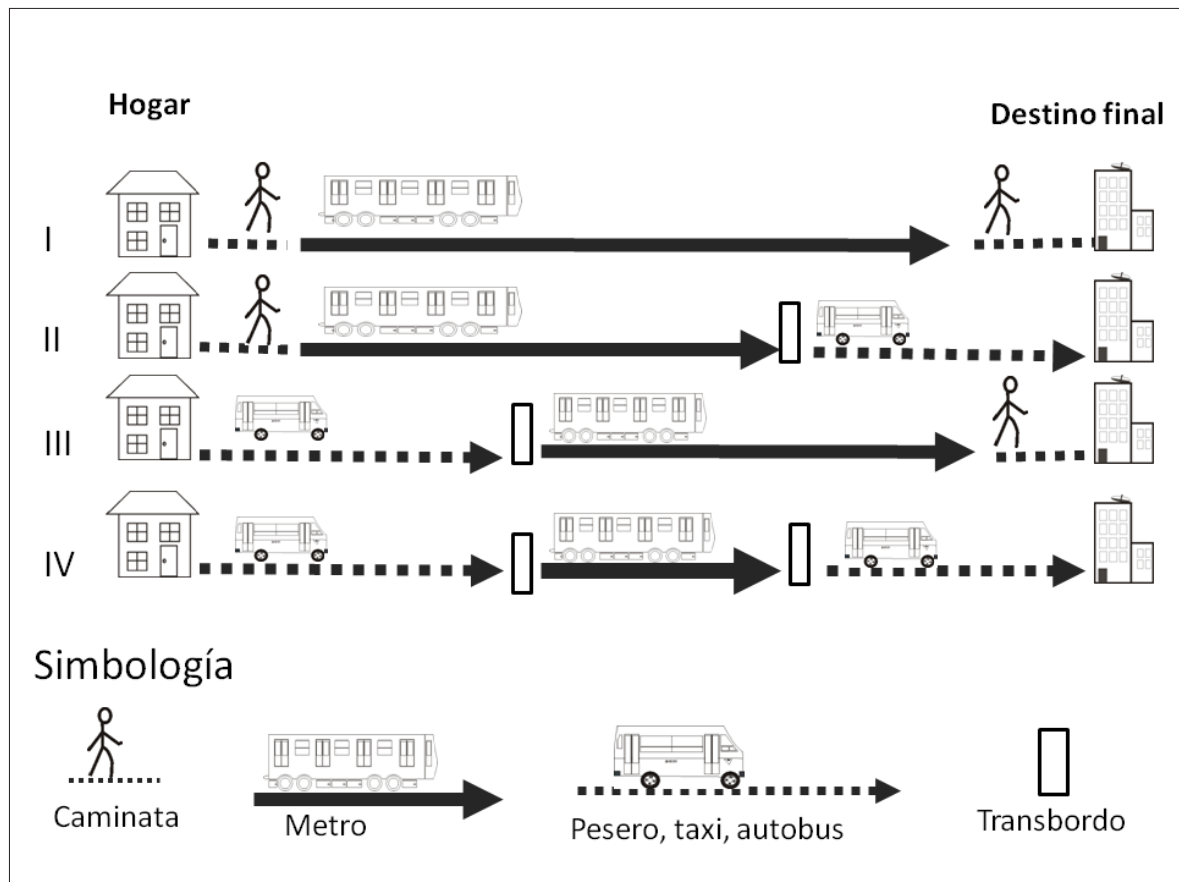 Hogar
Destino final
I
II
III
IV
Simbología
Caminata
Metro
Pesero, taxi, autobus
Transbordo